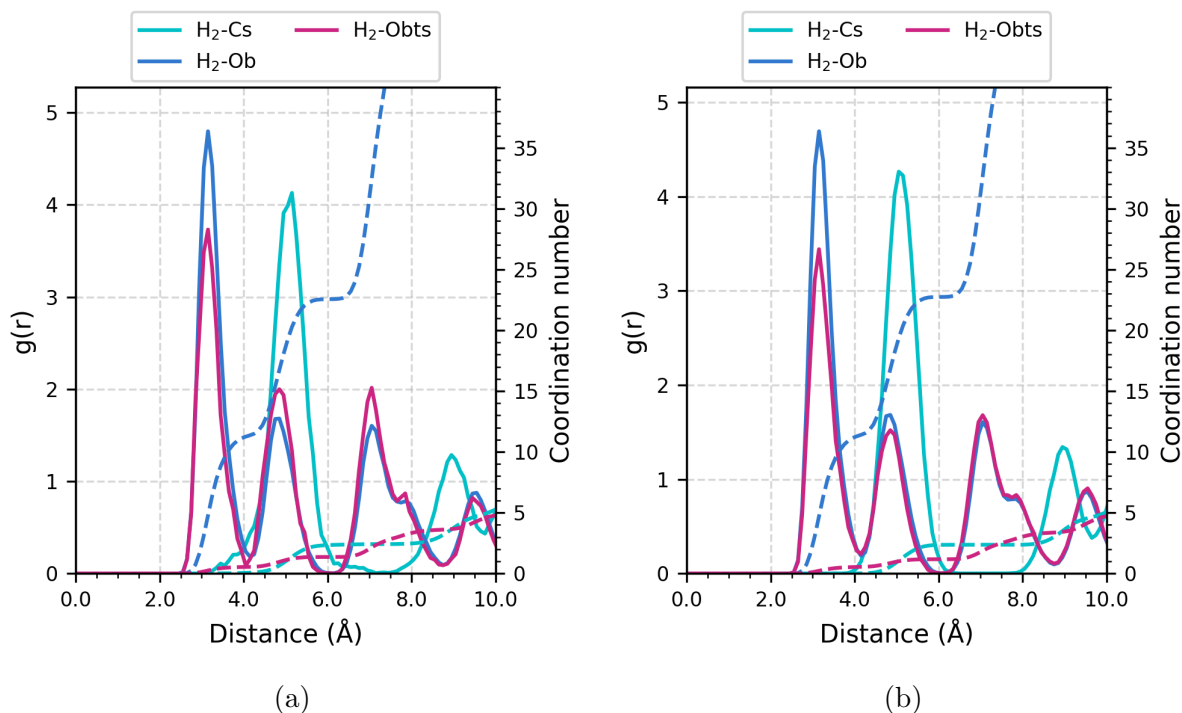 H₂-Cs
H₂-Ob
H₂-Obts
g(r)
5
4
3
2
1
0
35
30
25
20
15
10
5
0
Coordination number
0.0 2.0 4.0 6.0 8.0 10.0
Distance (Å)
(a)
H₂-Cs
H₂-Ob
H₂-Obts
g(r)
5
4
3
2
1
0
35
30
25
20
15
10
5
0
Coordination number
0.0 2.0 4.0 6.0 8.0 10.0
Distance (Å)
(b)